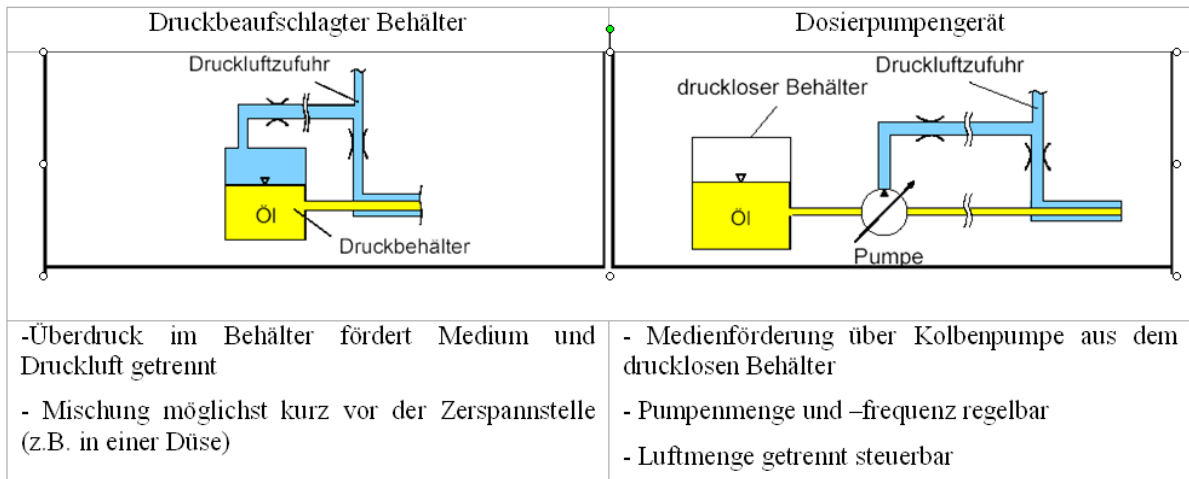 Druckbeaufschlagter Behälter
Druckluftzufuhr
Öl
Druckbehälter
-Überdruck im Behälter fördert Medium und
Druckluft getrennt
- Mischung möglichst kurz vor der Zerspannstelle
(z.B. in einer Düse)
Dosierpumpengerät
Druckluftzufuhr
druckloser Behälter
Öl
Pumpe
- Medienförderung über Kolbenpumpe aus dem
drucklosen Behälter
- Pumpenmenge und –frequenz regelbar
- Luftmenge getrennt steuerbar